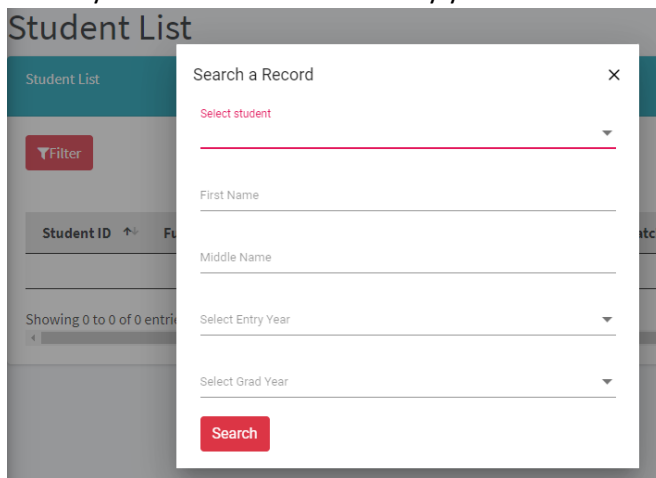 Student List
Student List
Filter
Student ID
Showing 0 to 0 of 0
Search a Record
Select student
First Name
Middle Name
Select Entry Year
Select Grad Year
Search